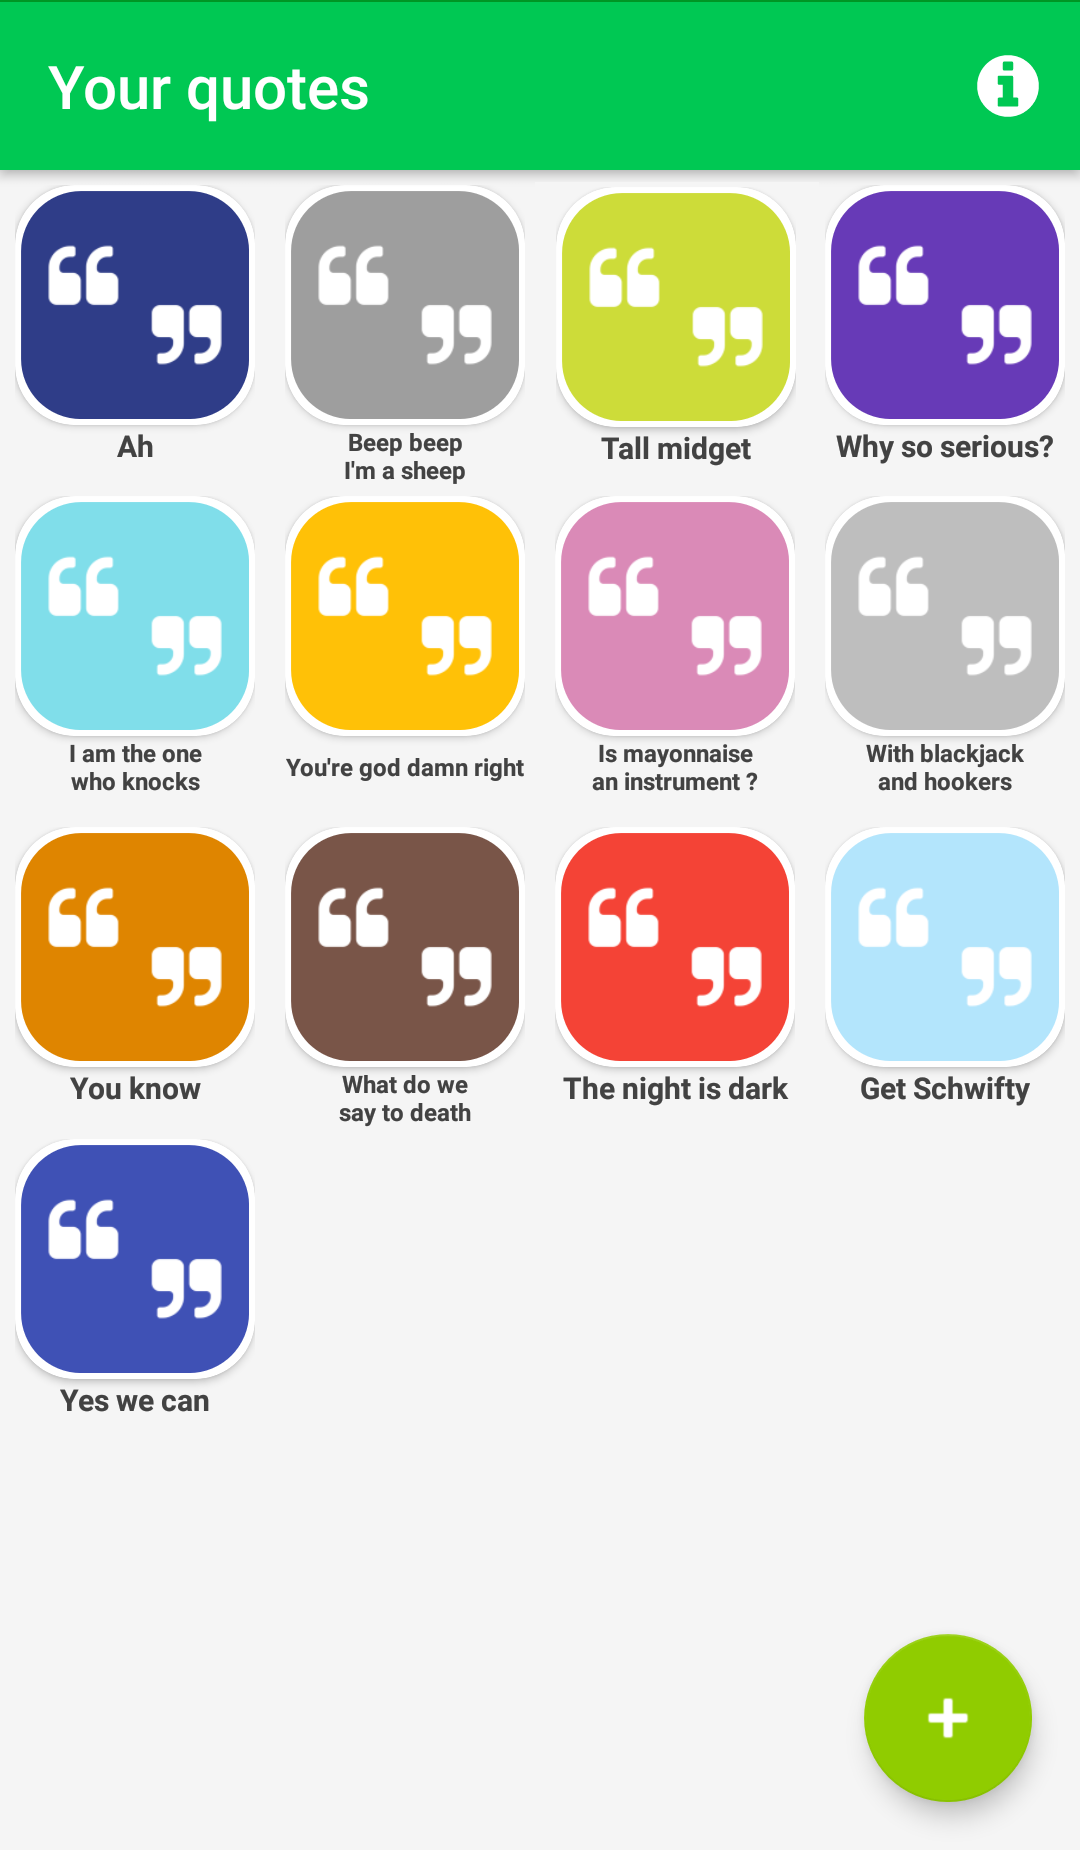 Your quotes
Ah
Beep beep
I'm a sheep
Tall midget
Why so serious?
I am the one
who knocks
You're god damn right
Is mayonnaise
an instrument ?
With blackjack
and hookers
You know
What do we
say to death
The night is dark
Get Schwifty
Yes we can